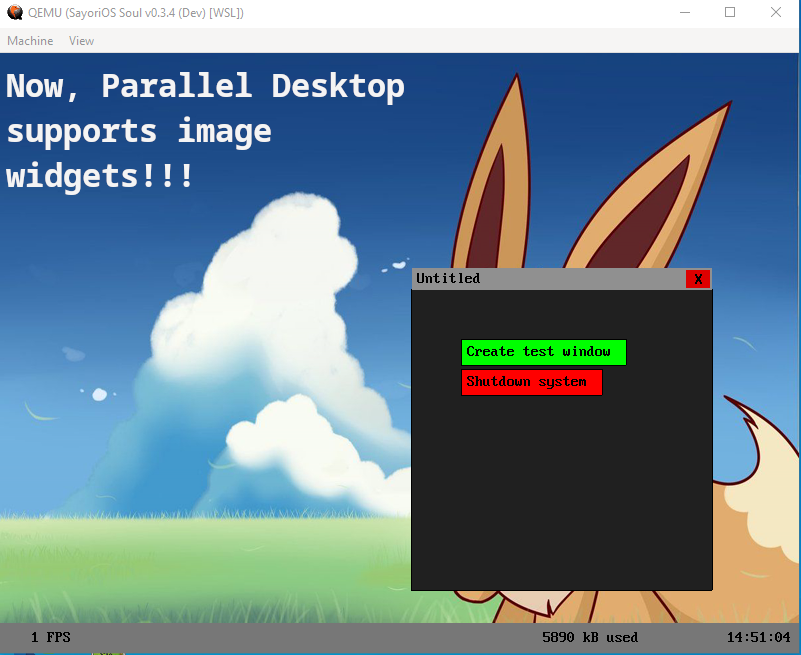 QEMU (SayoriOS Soul v0.3.4 (Dev) [WSL])
Machine View
Now, Parallel Desktop
supports image
widgets!!!
Untitled X
Create test window
Shutdown system
1 FPS 5890 kB used 14:51:04